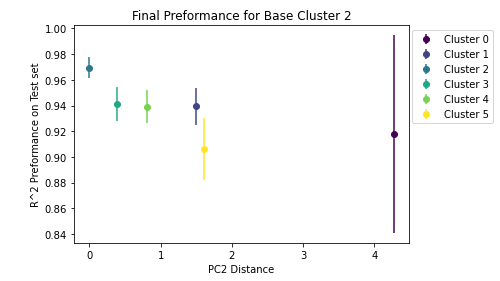 Final Preformance for Base Cluster 2
R^2 Preformance on Test set
1.00
0.98
0.96
0.94
0.92
0.90
0.88
0.86
0.84
0
1
2
3
4
PC2 Distance
Cluster 0
Cluster 1
Cluster 2
Cluster 3
Cluster 4
Cluster 5